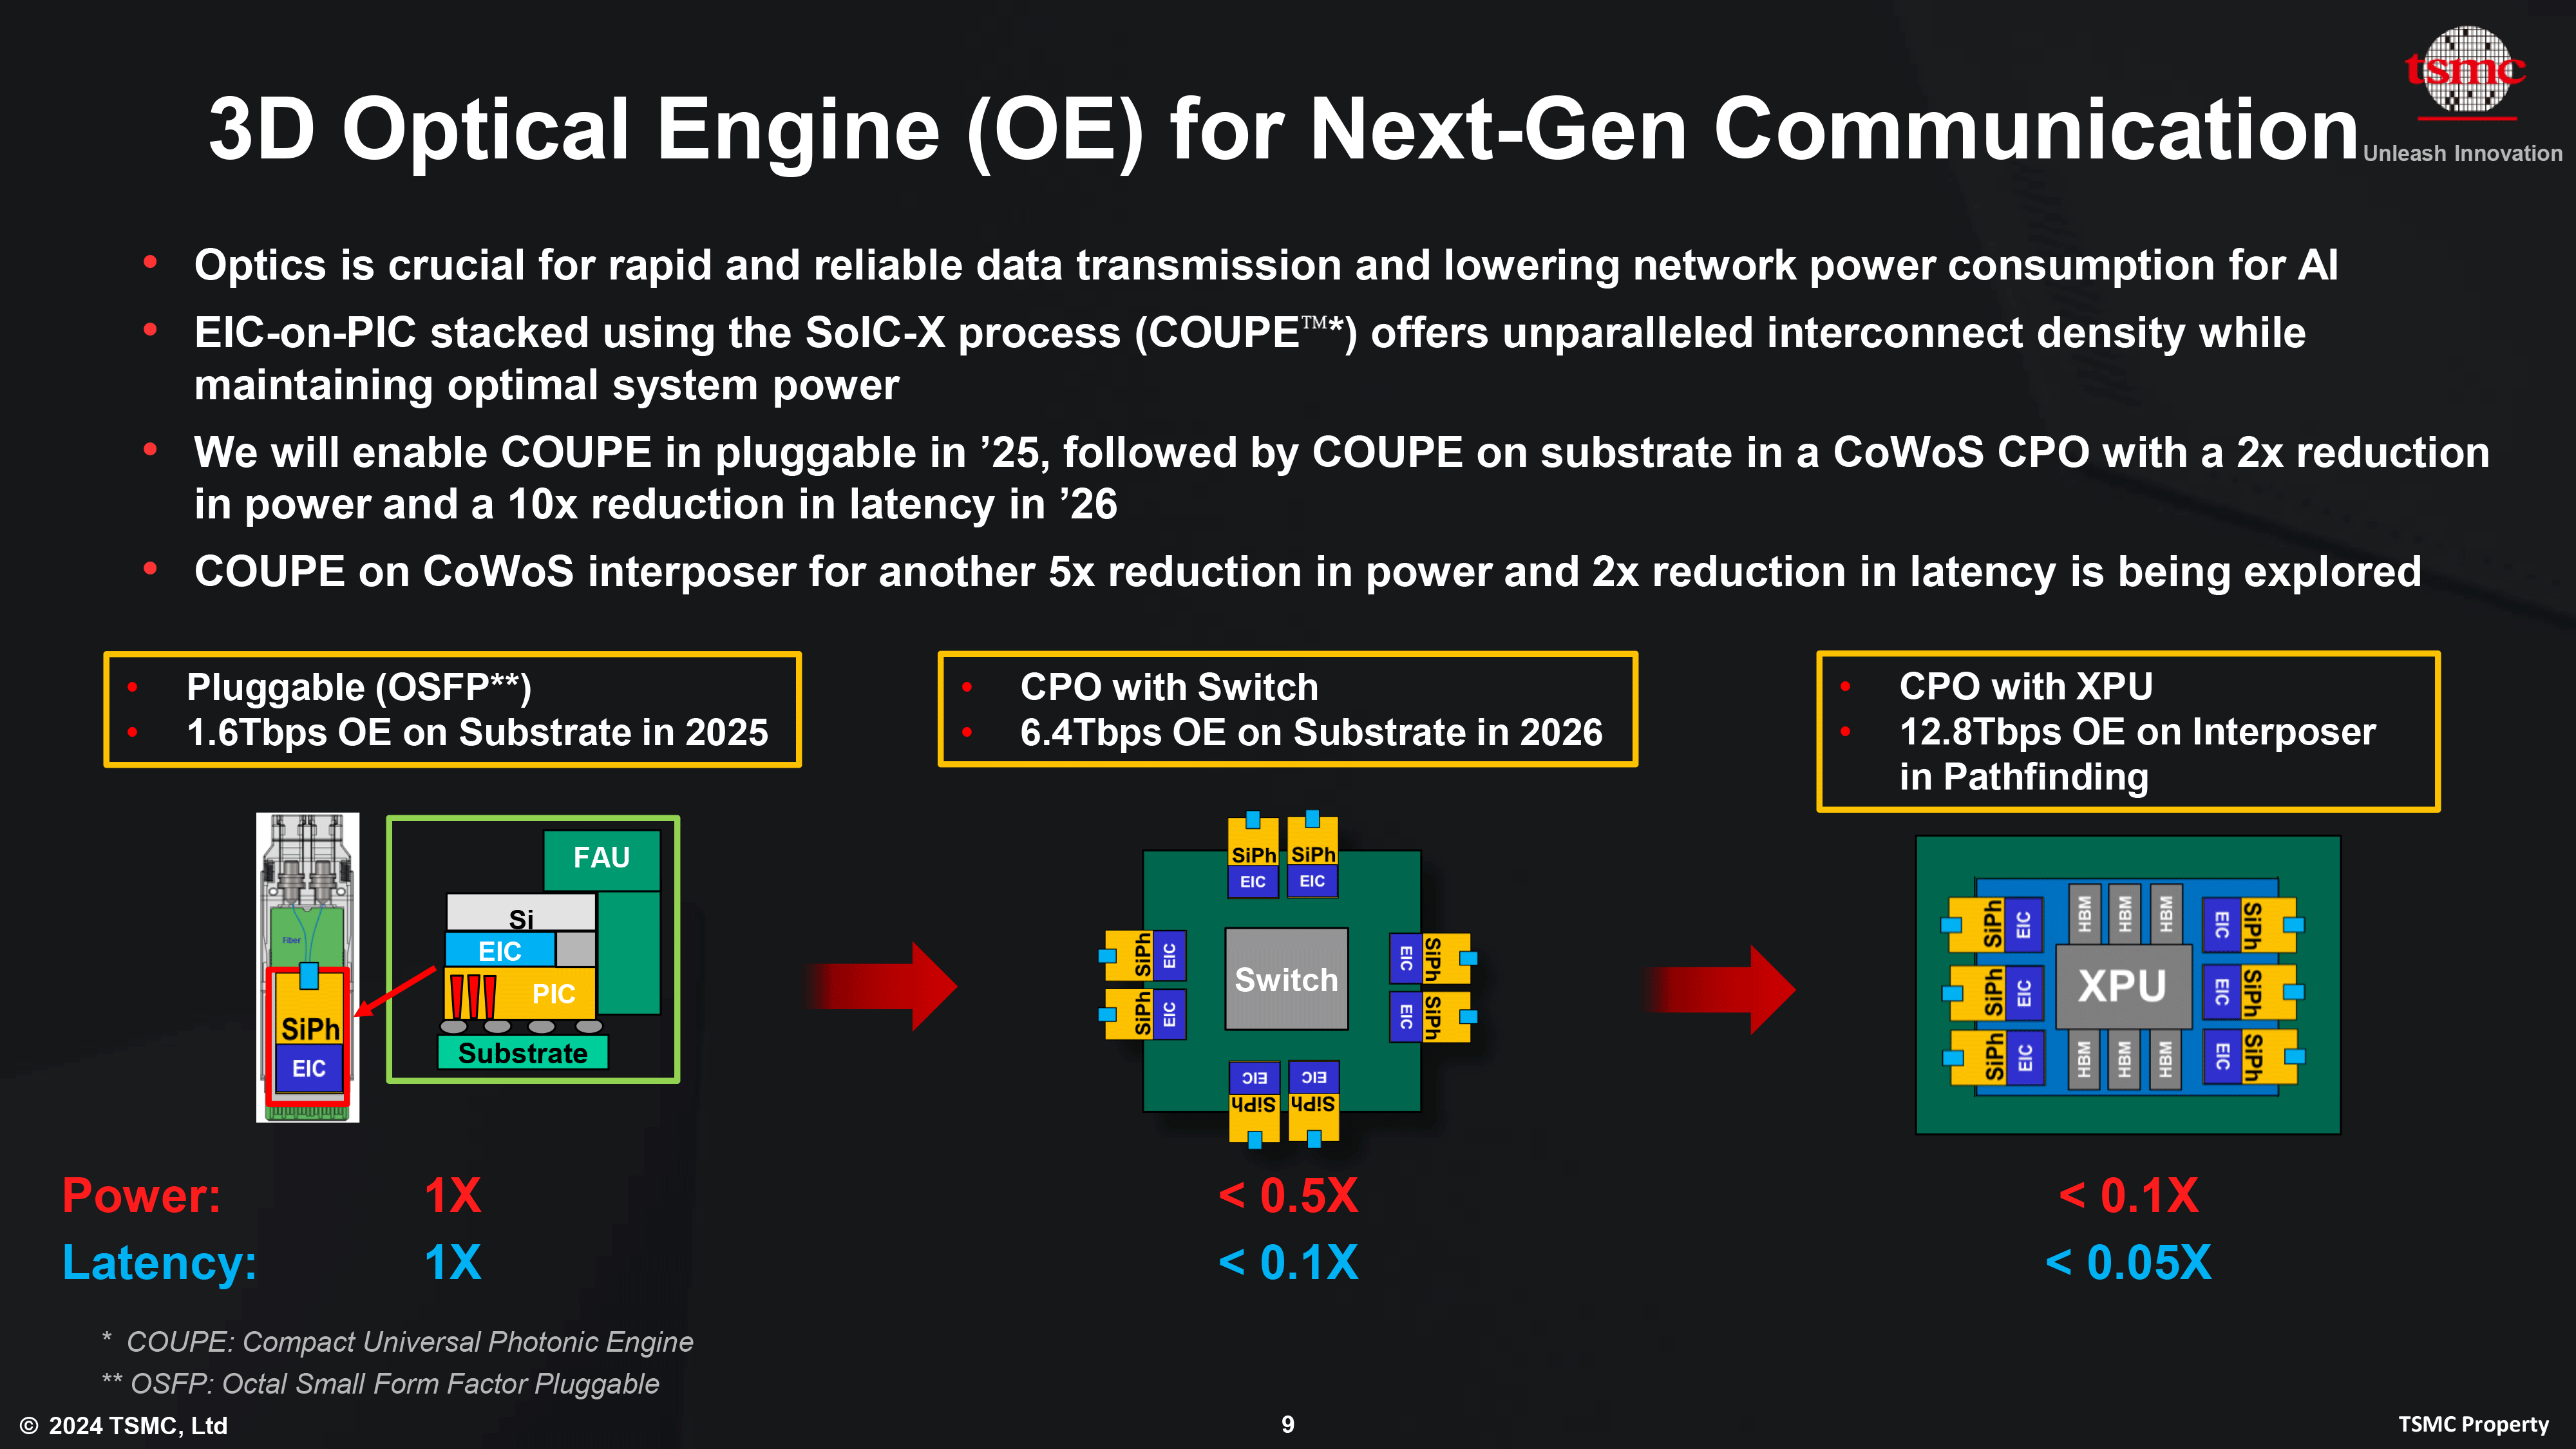 tsmc
3D Optical Engine (OE) for Next-Gen Communication
Unleash Innovation
• Optics is crucial for rapid and reliable data transmission and lowering network power consumption for AI
• EIC-on-PIC stacked using the SoIC-X process (COUPE™*) offers unparalleled interconnect density while
maintaining optimal system power
• We will enable COUPE in pluggable in ’25, followed by COUPE on substrate in a CoWoS CPO with a 2x reduction
in power and a 10x reduction in latency in ’26
• COUPE on CoWoS interposer for another 5x reduction in power and 2x reduction in latency is being explored
• Pluggable (OSFP**)
• 1.6Tbps OE on Substrate in 2025
• CPO with Switch
• 6.4Tbps OE on Substrate in 2026
• CPO with XPU
• 12.8Tbps OE on Interposer
in Pathfinding
Fiber
SiPh
EIC
FAU
Si
EIC
PIC
Substrate
SiPh SiPh
EIC EIC
SiPh EIC
SiPh EIC
Switch
EIC SiPh
EIC SiPh
EIC EIC
SiPh SiPh
HBM HBM HBM
SiPh EIC
SiPh EIC
SiPh EIC
XPU
EIC SiPh
EIC SiPh
EIC SiPh
HBM HBM HBM
Power: 1X < 0.5X < 0.1X
Latency: 1X < 0.1X < 0.05X
* COUPE: Compact Universal Photonic Engine
** OSFP: Octal Small Form Factor Pluggable
© 2024 TSMC, Ltd
9
TSMC Property